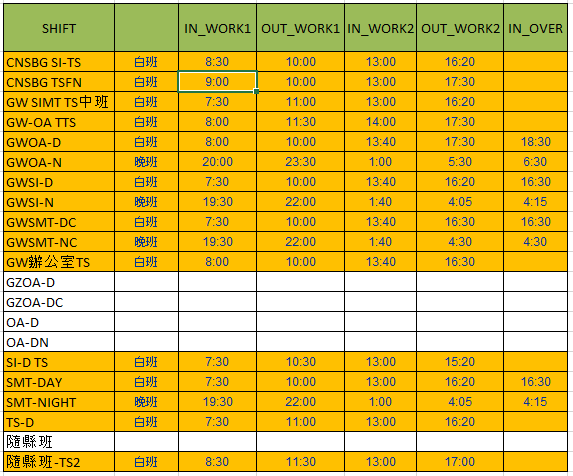 SHIFT IN_WORK1 OUT_WORK1 IN_WORK2 OUT_WORK2 IN_OVER
CNSBG SI-TS 白班 8:30 10:00 13:00 16:20
CNSBG TSFN 白班 9:00 10:00 13:00 17:30
GW SIMT TS中班 白班 7:30 11:00 13:00 16:20
GW-OA TTS 白班 8:00 11:30 14:00 17:30
GWOA-D 白班 8:00 10:00 13:40 17:30 18:30
GWOA-N 晚班 20:00 23:30 1:00 5:30 6:30
GWSI-D 白班 7:30 10:00 13:40 16:20 16:30
GWSI-N 晚班 19:30 22:00 1:40 4:05 4:15
GWSMT-DC 白班 7:30 10:00 13:40 16:30 16:30
GWSMT-NC 晚班 19:30 22:00 1:40 4:30 4:30
GW辦公室TS 白班 8:00 10:00 13:40 16:30
GZOA-D
GZOA-DC
OA-D
OA-DN
SI-D TS 白班 7:30 10:30 13:00 15:20
SMT-DAY 白班 7:30 10:00 13:00 16:20 16:30
SMT-NIGHT 晚班 19:30 22:00 1:00 4:05 4:15
TS-D 白班 7:30 11:00 13:00 16:20
隨縣班
隨縣班-TS2 白班 8:30 11:30 13:00 17:00